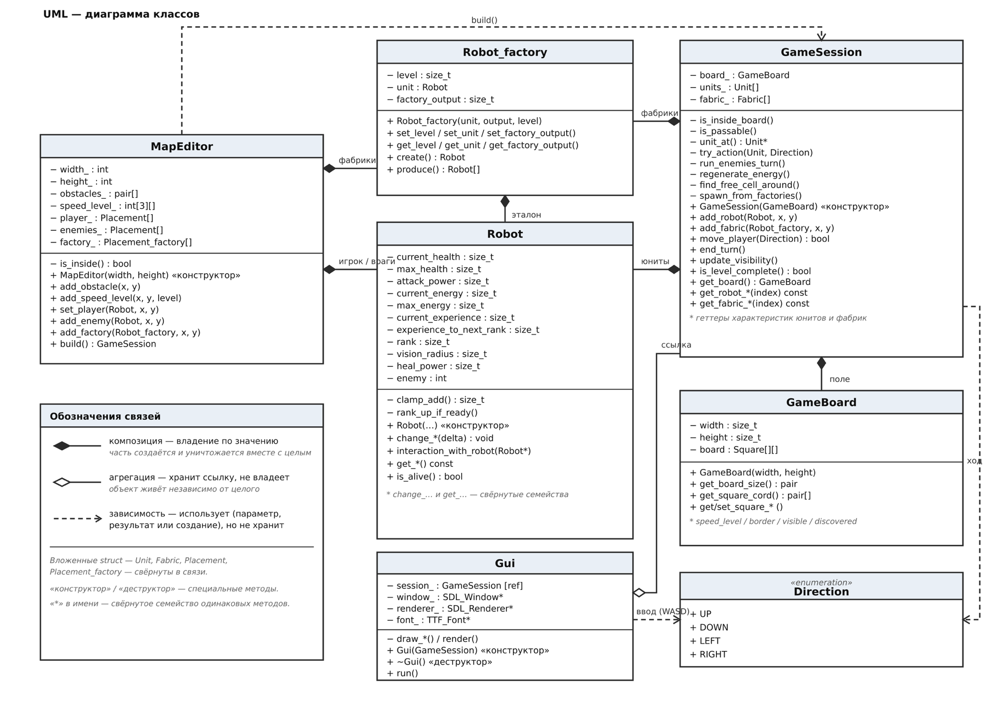 UML — диаграмма классов
build()
Robot_factory
− level : size_t
− unit : Robot
− factory_output : size_t
+ Robot_factory(unit, output, level)
+ set_level / set_unit / set_factory_output()
+ get_level / get_unit / get_factory_output()
+ create() : Robot
+ produce() : Robot[]
GameSession
− board_ : GameBoard
− units_ : Unit[]
− fabric_ : Fabric[]
− is_inside_board()
− is_passable()
− unit_at() : Unit*
− try_action(Unit, Direction)
− run_enemies_turn()
− regenerate_energy()
− find_free_cell_around()
− spawn_from_factories()
+ GameSession(GameBoard) «конструктор»
+ add_robot(Robot, x, y)
+ add_fabric(Robot_factory, x, y)
+ move_player(Direction) : bool
+ end_turn()
+ update_visibility()
+ is_level_complete() : bool
+ get_board() : GameBoard
+ get_robot_*(index) const
+ get_fabric_*(index) const
* геттеры характеристик юнитов и фабрик
фабрики
MapEditor
− width_ : int
− height_ : int
− obstacles_ : pair[]
− speed_level_ : int[3][]
− player_ : Placement[]
− enemies_ : Placement[]
− factory_ : Placement_factory[]
− is_inside() : bool
+ MapEditor(width, height) «конструктор»
+ add_obstacle(x, y)
+ add_speed_level(x, y, level)
+ set_player(Robot, x, y)
+ add_enemy(Robot, x, y)
+ add_factory(Robot_factory, x, y)
+ build() : GameSession
фабрики
эталон
игрок / враги
юниты
Robot
− current_health : size_t
− max_health : size_t
− attack_power : size_t
− current_energy : size_t
− max_energy : size_t
− current_experience : size_t
− experience_to_next_rank : size_t
− rank : size_t
− vision_radius : size_t
− heal_power : size_t
− enemy : int
− clamp_add() : size_t
− rank_up_if_ready()
+ Robot(…) «конструктор»
+ change_*(delta) : void
+ interaction_with_robot(Robot*)
+ get_*() const
+ is_alive() : bool
* change_… и get_… — свёрнутые семейства
ссылка
поле
GameBoard
− width : size_t
− height : size_t
− board : Square[][]
+ GameBoard(width, height)
+ get_board_size() : pair
+ get_square_cord() : pair[]
+ get/set_square_* ()
* speed_level / border / visible / discovered
ход
Обозначения связей
композиция — владение по значению
часть создаётся и уничтожается вместе с целым
агрегация — хранит ссылку, не владеет
объект живёт независимо от целого
зависимость — использует (параметр,
результат или создание), но не хранит
Вложенные struct — Unit, Fabric, Placement,
Placement_factory — свёрнуты в связи.
«конструктор» / «деструктор» — специальные методы.
«*» в имени — свёрнутое семейство одинаковых методов.
Gui
− session_ : GameSession [ref]
− window_ : SDL_Window*
− renderer_ : SDL_Renderer*
− font_ : TTF_Font*
− draw_*() / render()
+ Gui(GameSession) «конструктор»
+ ~Gui() «деструктор»
+ run()
ввод (WASD)
«enumeration»
Direction
+ UP
+ DOWN
+ LEFT
+ RIGHT